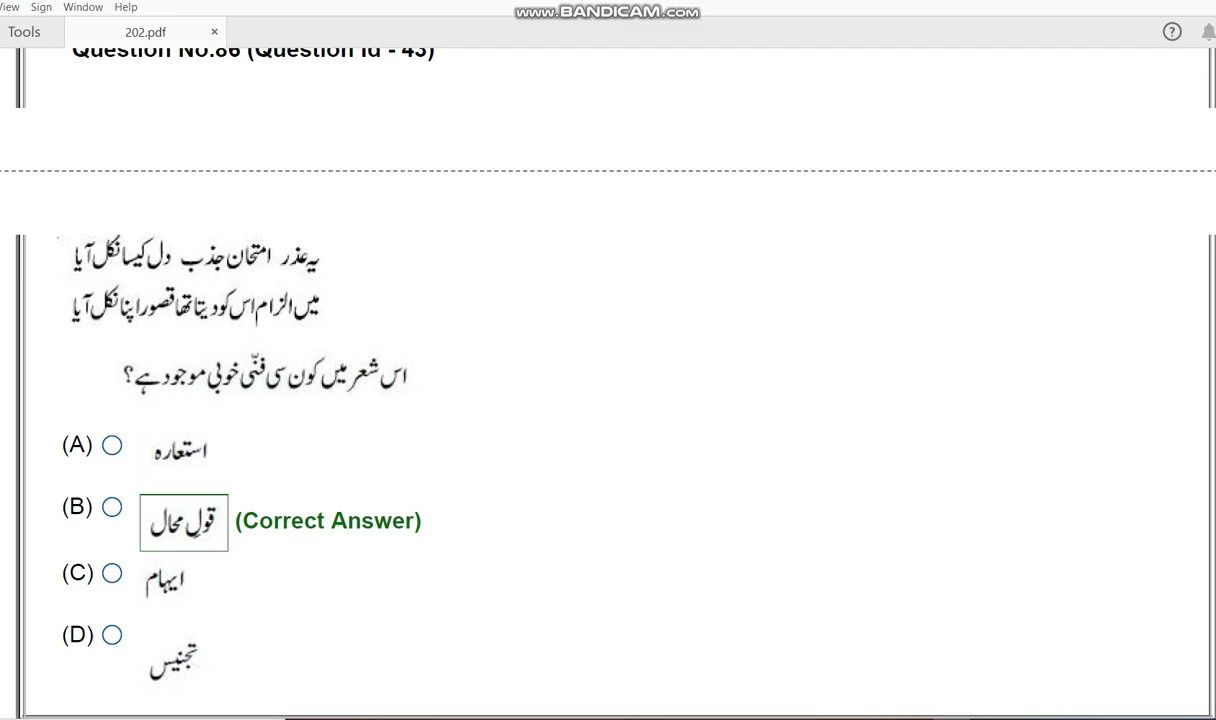 View Sign Window Help
www.BANDICAM.com
Tools 202.pdf ×
?
Question No.86 (Question Id - 43)
یہ عذر امتحان جذب دل کیسا نکل آیا
میں الزام اس کو دیتا تھا قصور اپنا نکل آیا
اس شعر میں کون سی فنّی خوبی موجود ہے؟
(A) استعارہ
(B) قولِ محال (Correct Answer)
(C) ایہام
(D) تجنیس